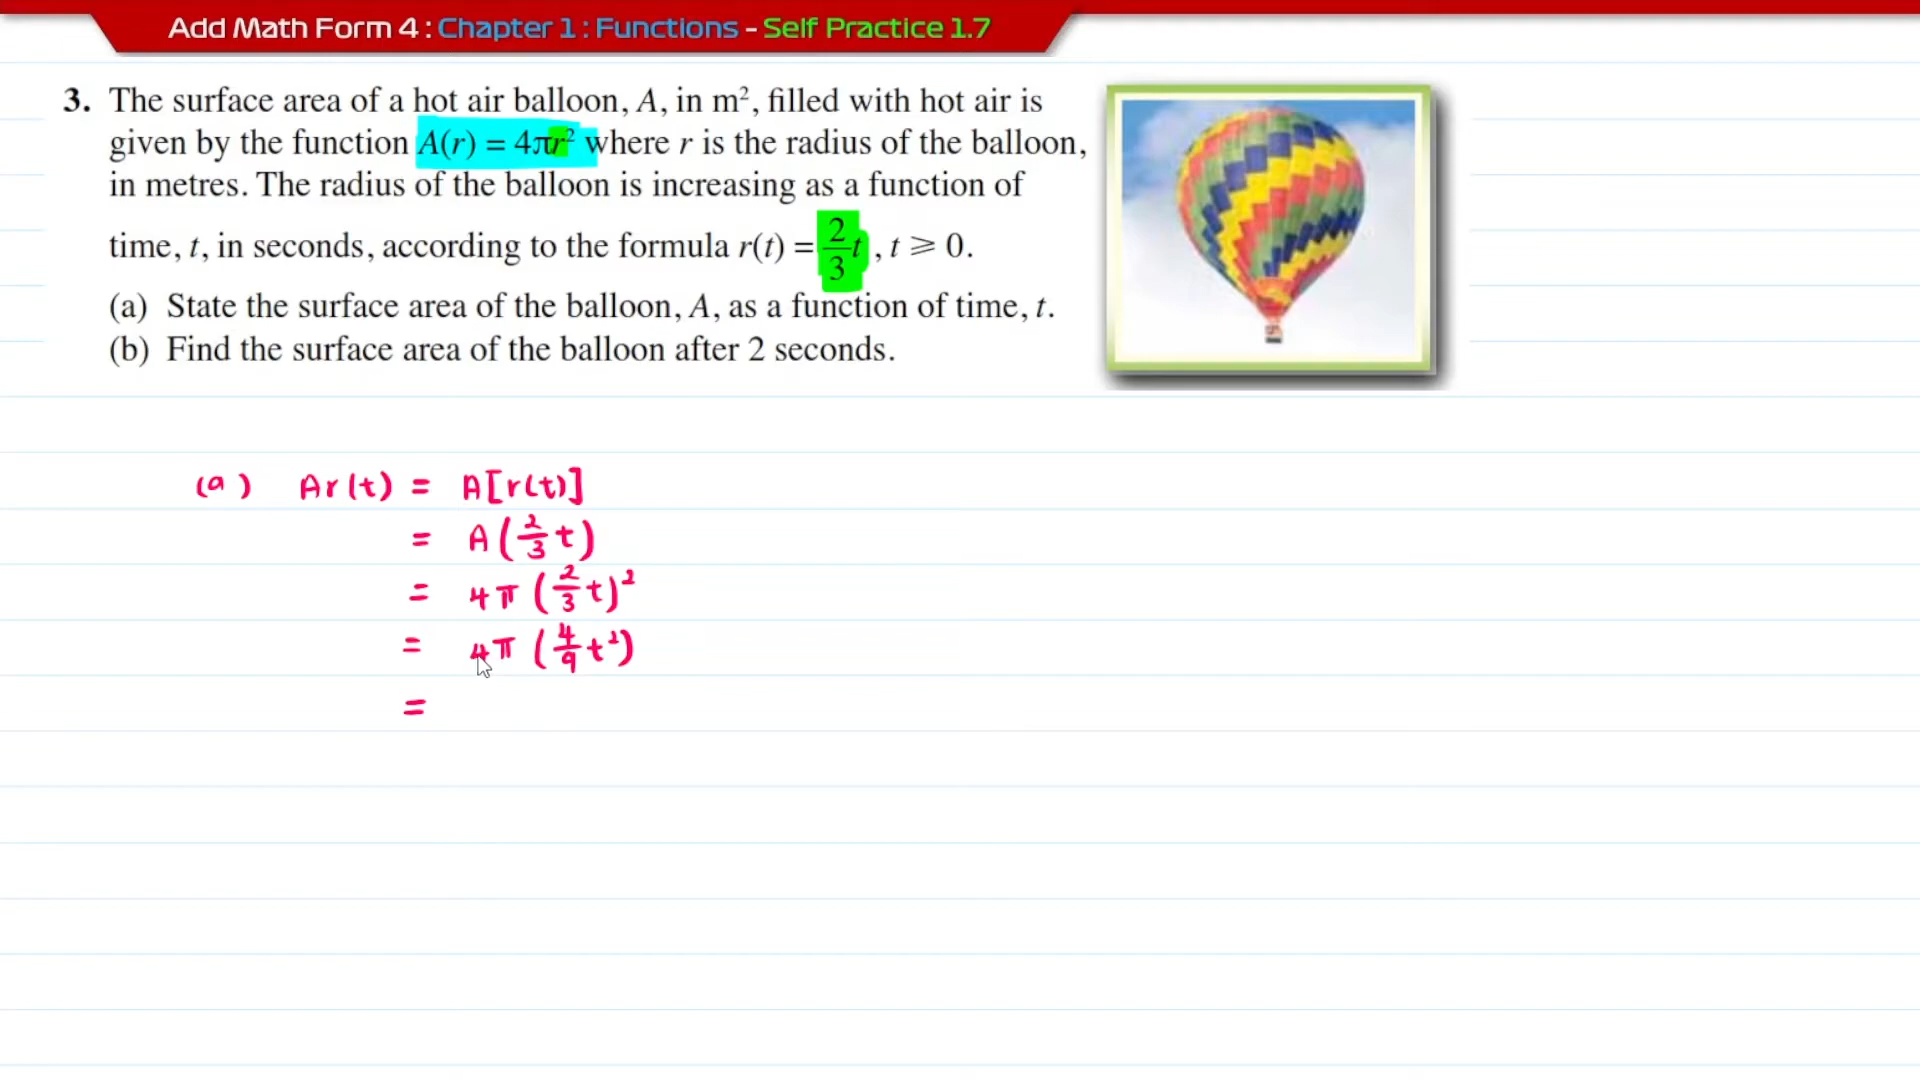 Add Math Form 4 : Chapter 1 : Functions - Self Practice 1.7
3. The surface area of a hot air balloon, A, in m², filled with hot air is
given by the function A(r) = 4πr² where r is the radius of the balloon,
in metres. The radius of the balloon is increasing as a function of
time, t, in seconds, according to the formula r(t) = 2/3 t, t ⩾ 0.
(a) State the surface area of the balloon, A, as a function of time, t.
(b) Find the surface area of the balloon after 2 seconds.
(a) Ar(t) = A[r(t)]
= A(2/3 t)
= 4π(2/3 t)²
= 4π(4/9 t²)
=